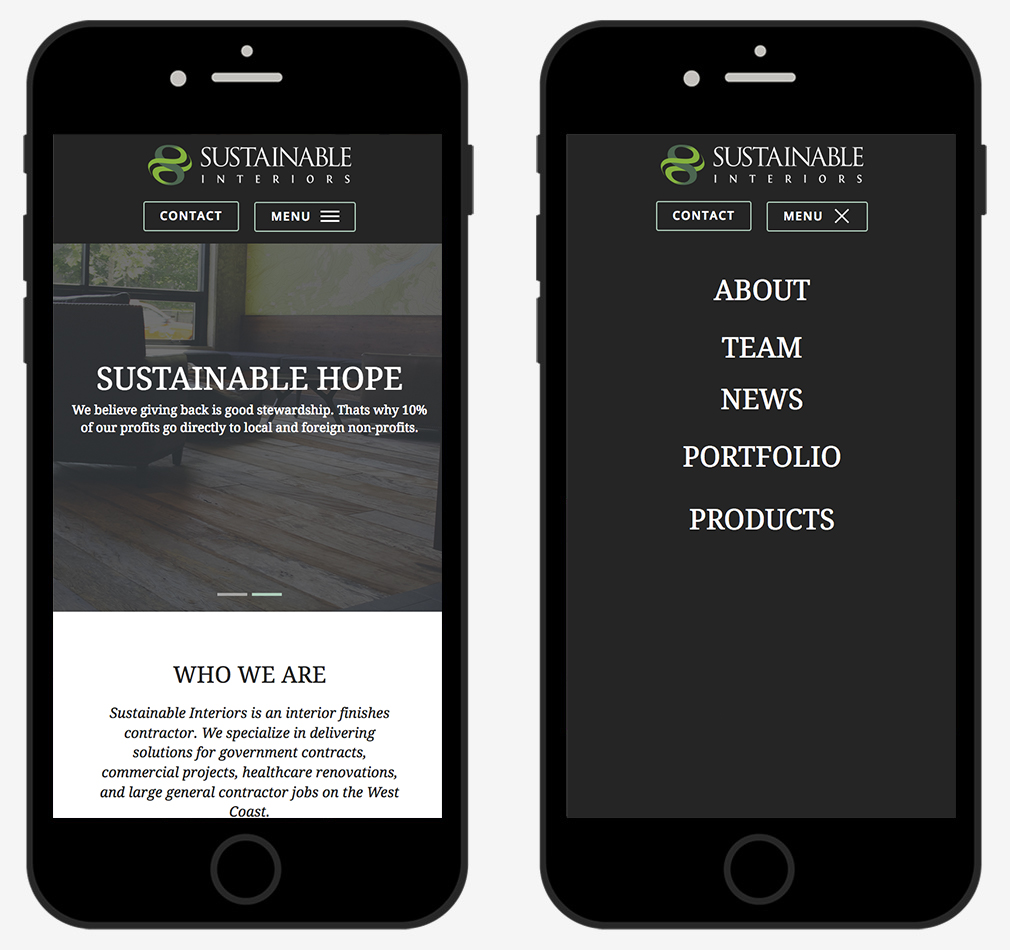 SUSTAINABLE
INTERIORS
CONTACT MENU
SUSTAINABLE HOPE
We believe giving back is good stewardship. Thats why 10%
of our profits go directly to local and foreign non-profits.
WHO WE ARE
Sustainable Interiors is an interior finishes
contractor. We specialize in delivering
solutions for government contracts,
commercial projects, healthcare renovations,
and large general contractor jobs on the West
Coast.
SUSTAINABLE
INTERIORS
CONTACT MENU
ABOUT
TEAM
NEWS
PORTFOLIO
PRODUCTS